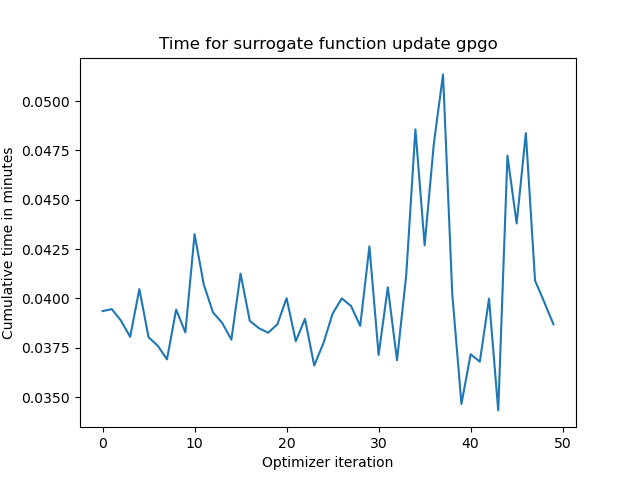 Time for surrogate function update gpgo
Cumulative time in minutes
0.0500
0.0475
0.0450
0.0425
0.0400
0.0375
0.0350
0 10 20 30 40 50
Optimizer iteration